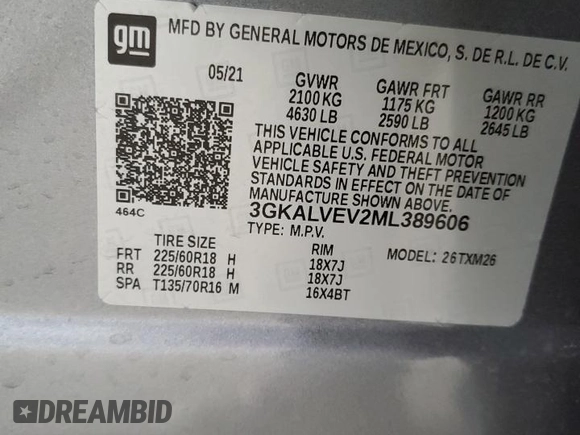 gm
MFD BY GENERAL MOTORS DE MEXICO, S. DE R.L. DE C.V.
05/21 GVWR GAWR FRT GAWR RR
2100 KG 1175 KG 1200 KG
4630 LB 2590 LB 2645 LB
THIS VEHICLE CONFORMS TO ALL
APPLICABLE U.S. FEDERAL MOTOR
VEHICLE SAFETY AND THEFT PREVENTION
STANDARDS IN EFFECT ON THE DATE OF
MANUFACTURE SHOWN ABOVE.
464C 3GKALVEV2ML389606
TYPE: M.P.V.
TIRE SIZE RIM MODEL: 26TXM26
FRT 225/60R18 H 18X7J
RR 225/60R18 H 18X7J
SPA T135/70R16 M 16X4BT
DREAMBID